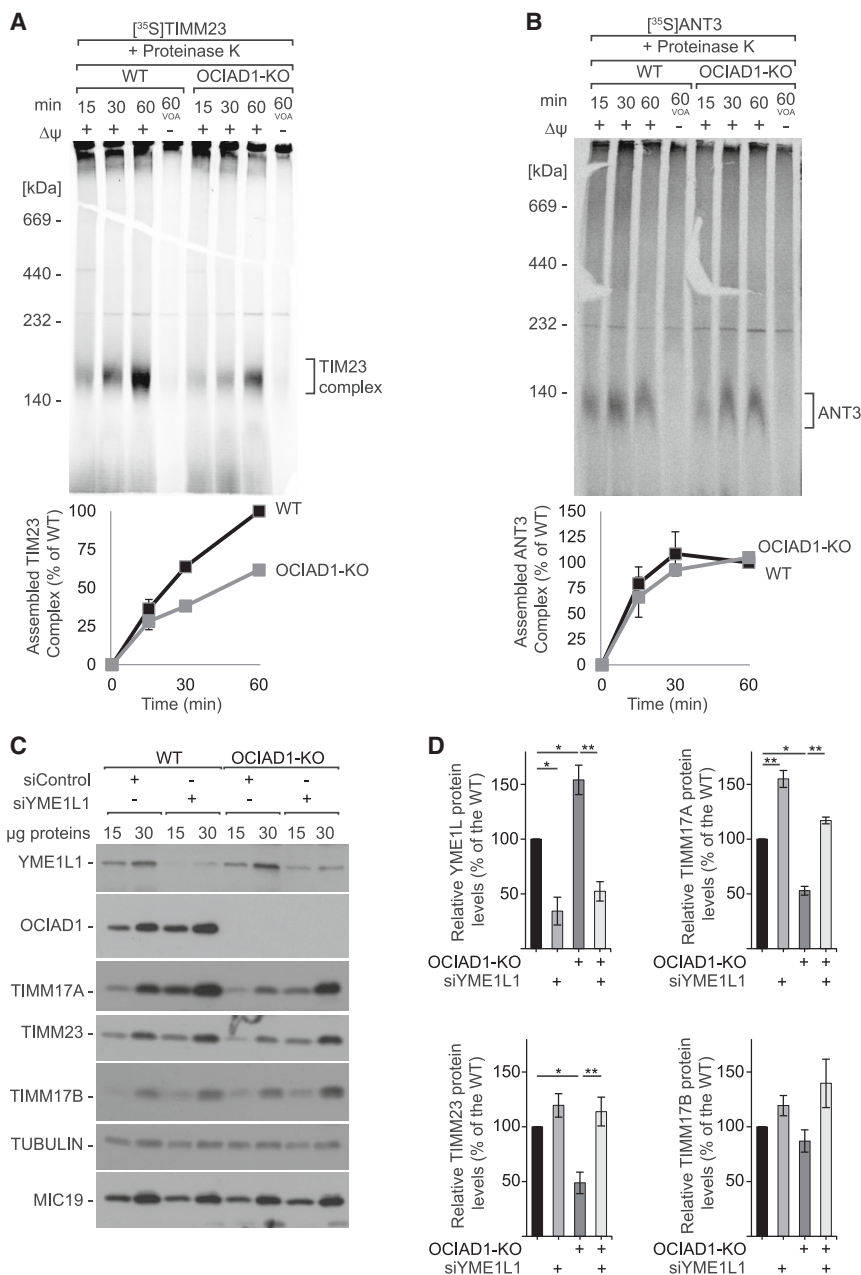 A
[³⁵S]TIMM23
+ Proteinase K
WT OCIAD1-KO
min 15 30 60 60 VOA 15 30 60 60 VOA
Δψ + + + - + + + -
[kDa]
669 -
440 -
232 -
140 -
TIM23
complex
Assembled TIM23
Complex (% of WT)
100
75
50
25
0
WT
OCIAD1-KO
0 30 60
Time (min)
B
[³⁵S]ANT3
+ Proteinase K
WT OCIAD1-KO
min 15 30 60 60 VOA 15 30 60 60 VOA
Δψ + + + - + + + -
[kDa]
669 -
440 -
232 -
140 -
ANT3
Assembled ANT3
Complex (% of WT)
150
125
100
75
50
25
0
OCIAD1-KO
WT
0 30 60
Time (min)
C
WT OCIAD1-KO
siControl + - + -
siYME1L1 - + - +
µg proteins 15 30 15 30 15 30 15 30
YME1L1 -
OCIAD1 -
TIMM17A -
TIMM23 -
TIMM17B -
TUBULIN -
MIC19 -
D
Relative YME1L protein
levels (% of the WT)
150
100
50
* * **
OCIAD1-KO + +
siYME1L1 + +
Relative TIMM17A protein
levels (% of the WT)
150
100
50
* ** **
OCIAD1-KO + +
siYME1L1 + +
Relative TIMM23 protein
levels (% of the WT)
150
100
50
* **
OCIAD1-KO + +
siYME1L1 + +
Relative TIMM17B protein
levels (% of the WT)
150
100
50
OCIAD1-KO + +
siYME1L1 + +